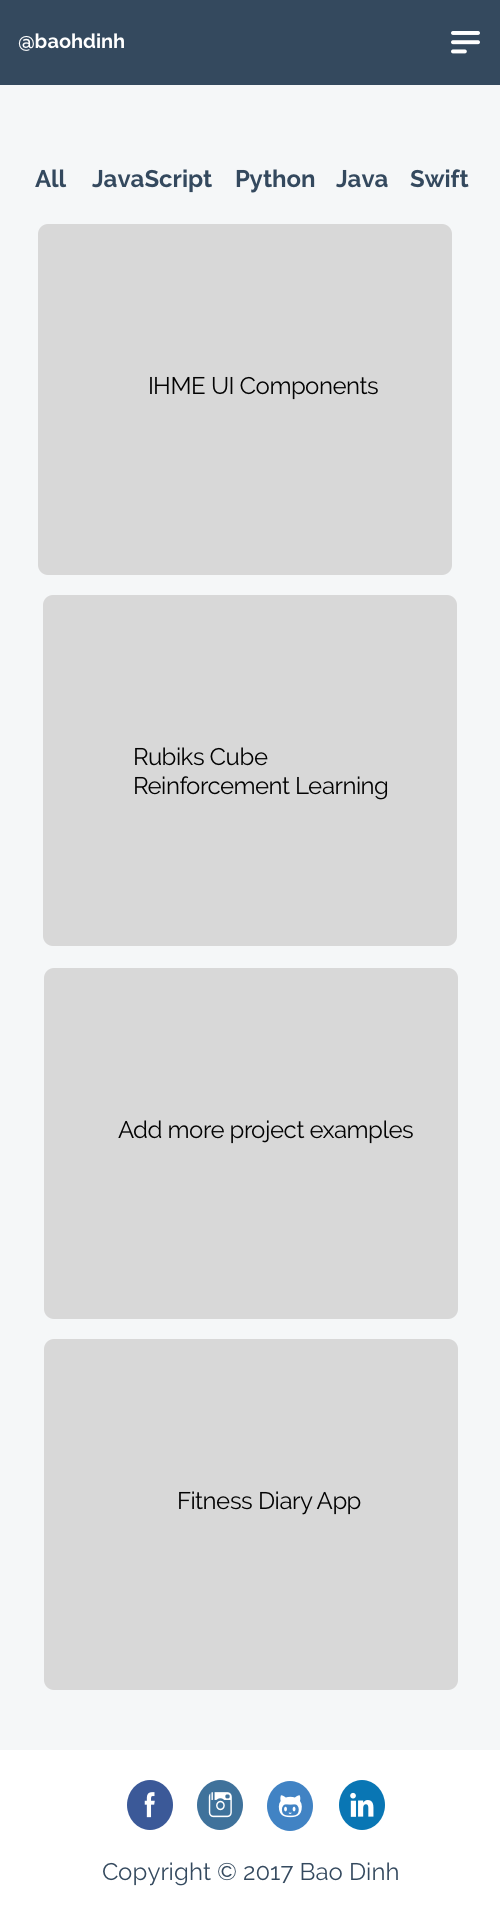 @baohdinh
All JavaScript Python Java Swift
IHME UI Components
Rubiks Cube
Reinforcement Learning
Add more project examples
Fitness Diary App
f in
Copyright © 2017 Bao Dinh